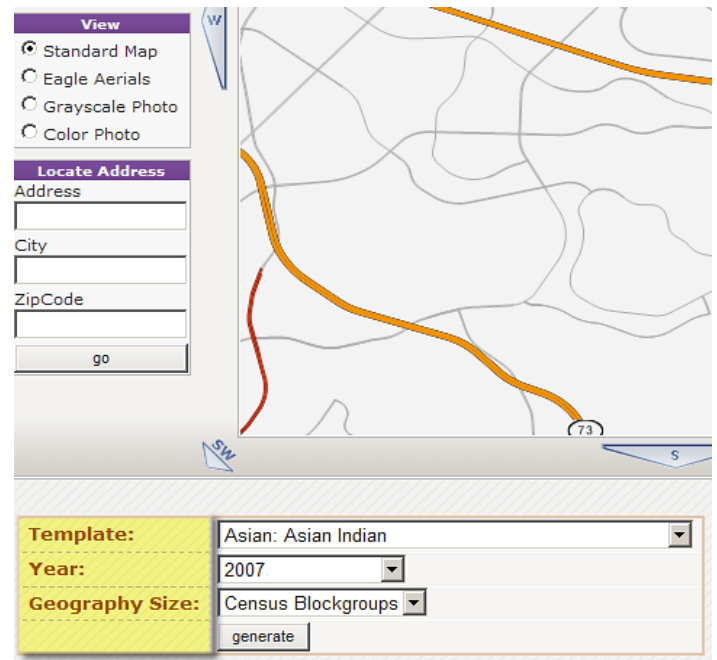 View
Standard Map
Eagle Aerials
Grayscale Photo
Color Photo
Locate Address
Address
City
ZipCode
go
W
73
SW
S
Template: Asian: Asian Indian
Year: 2007
Geography Size: Census Blockgroups
generate